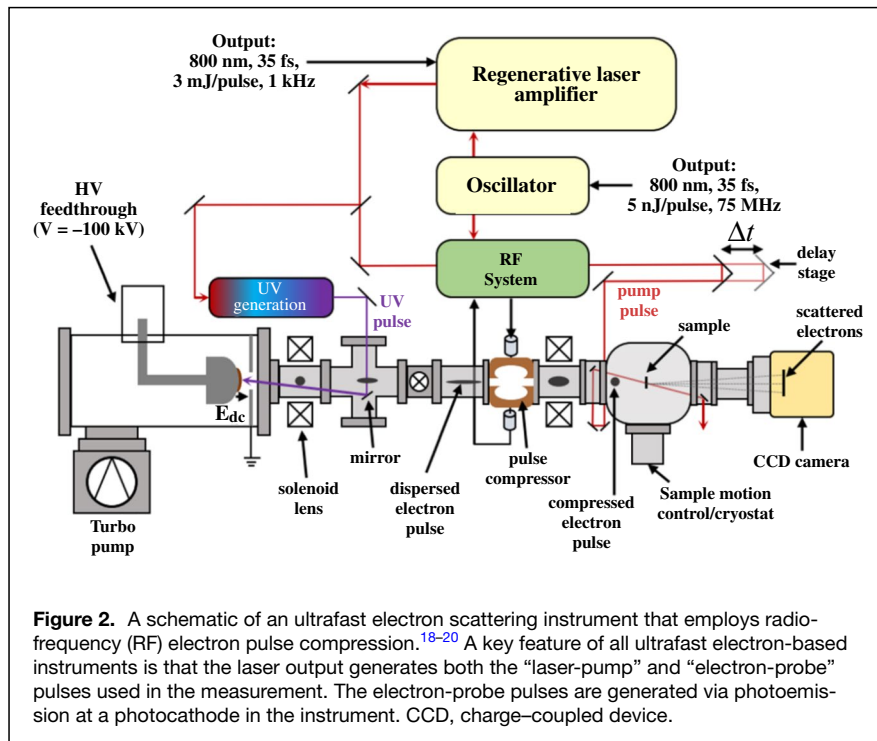 Output:
800 nm, 35 fs,
3 mJ/pulse, 1 kHz
Regenerative laser
amplifier
Oscillator
Output:
800 nm, 35 fs,
5 nJ/pulse, 75 MHz
HV
feedthrough
(V = –100 kV)
Δt
RF
System
delay
stage
UV
generation
UV
pulse
pump
pulse
sample
scattered
electrons
Edc
mirror
solenoid
lens
dispersed
electron
pulse
pulse
compressor
compressed
electron
pulse
Sample motion
control/cryostat
CCD camera
Turbo
pump
Figure 2. A schematic of an ultrafast electron scattering instrument that employs radio-
frequency (RF) electron pulse compression.18–20 A key feature of all ultrafast electron-based
instruments is that the laser output generates both the “laser-pump” and “electron-probe”
pulses used in the measurement. The electron-probe pulses are generated via photoemis-
sion at a photocathode in the instrument. CCD, charge–coupled device.